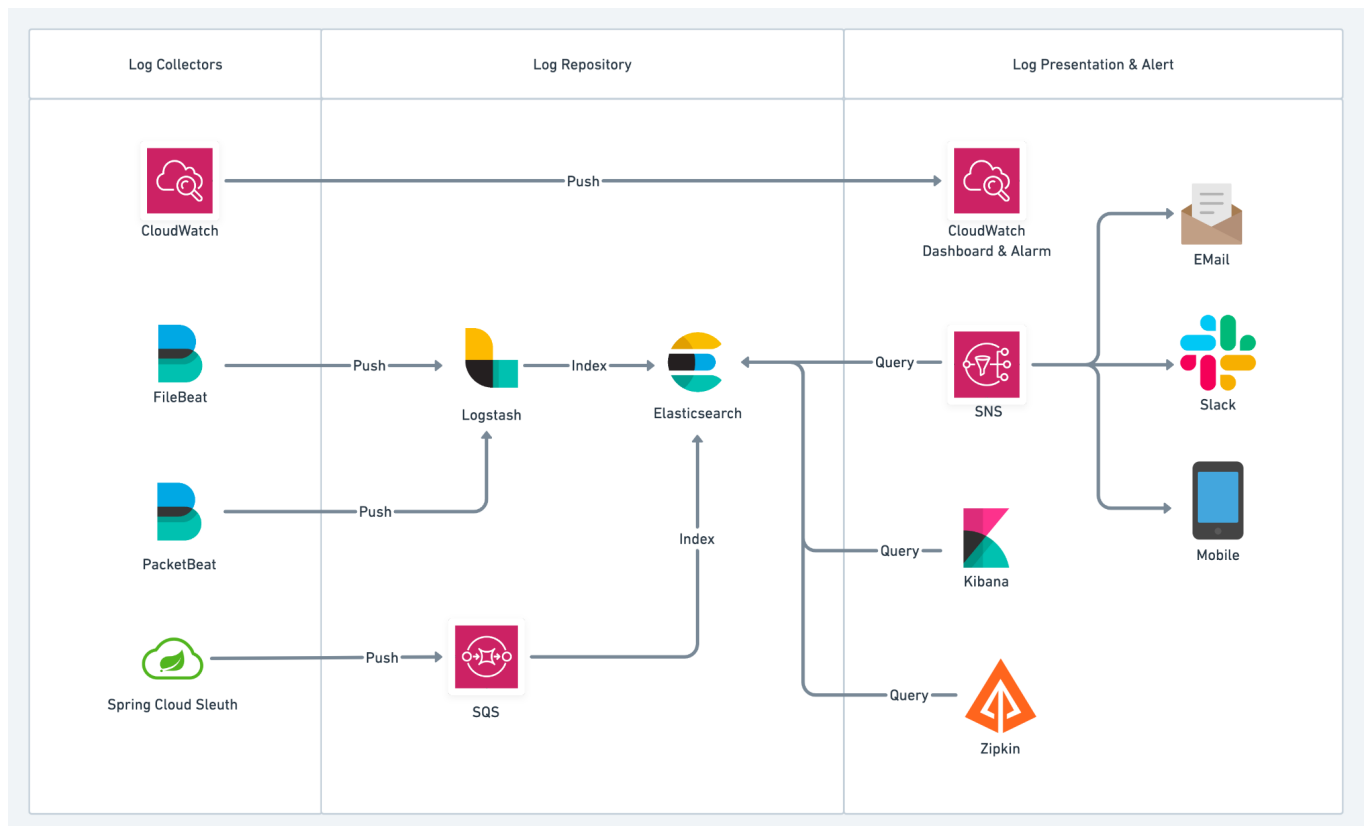 Log Collectors
Log Repository
Log Presentation & Alert
CloudWatch
Push
CloudWatch
Dashboard & Alarm
EMail
FileBeat
Push
Logstash
Index
Elasticsearch
Query
SNS
Slack
PacketBeat
Push
Index
Query
Kibana
Mobile
Spring Cloud Sleuth
Push
SQS
Query
Zipkin